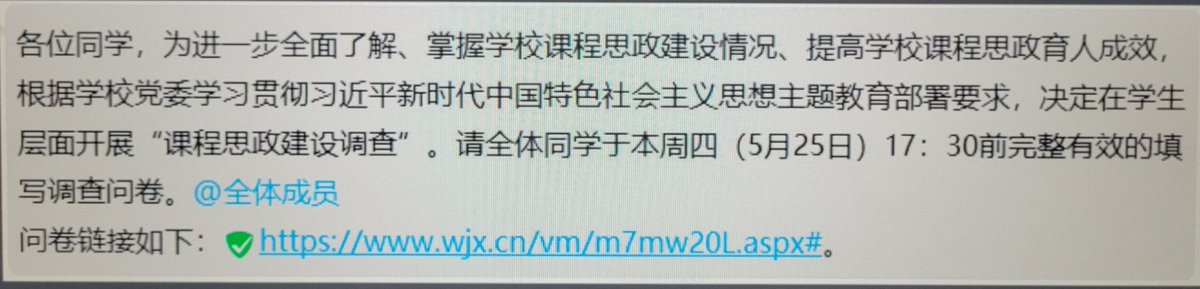 各位同学，为进一步全面了解、掌握学校课程思政建设情况、提高学校课程思政育人成效，
根据学校党委学习贯彻习近平新时代中国特色社会主义思想主题教育部署要求，决定在学生
层面开展“课程思政建设调查”。请全体同学于本周四（5月25日）17：30前完整有效的填
写调查问卷。@全体成员
问卷链接如下：https://www.wjx.cn/vm/m7mw20L.aspx#。